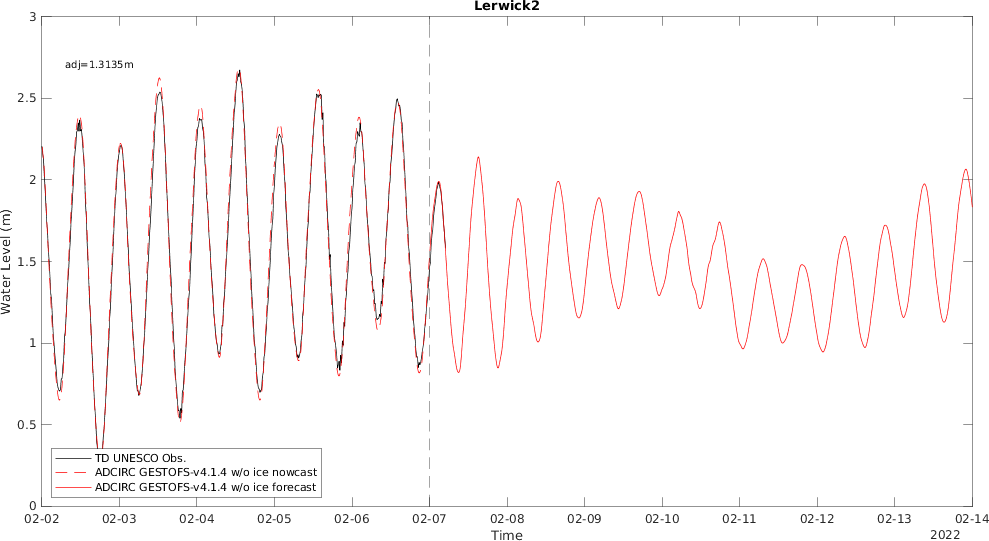 Lerwick2
3
adj=1.3135m
2.5
2
1.5
1
0.5
0
Water Level (m)
TD UNESCO Obs.
ADCIRC GESTOFS-v4.1.4 w/o ice nowcast
ADCIRC GESTOFS-v4.1.4 w/o ice forecast
02-02 02-03 02-04 02-05 02-06 02-07 02-08 02-09 02-10 02-11 02-12 02-13 02-14
Time
2022